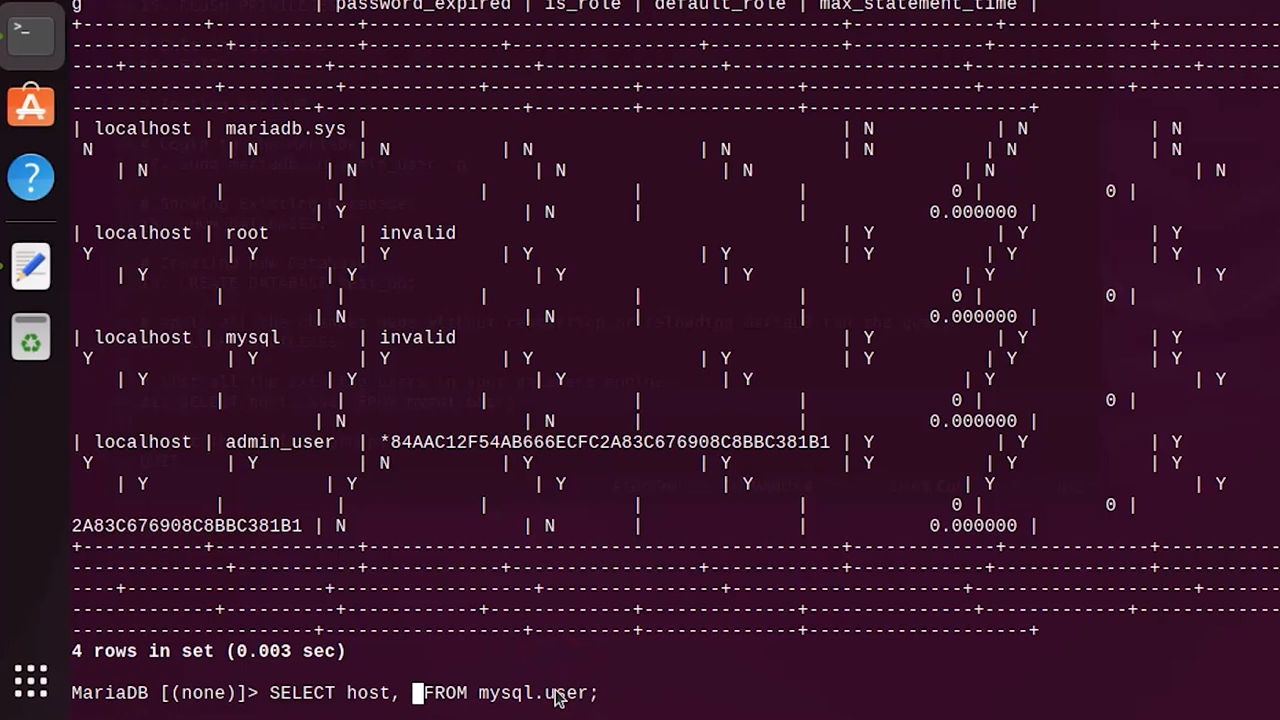 g                     | password_expired | is_role | default_role | max_statement_time |
+-----------+-------------+-------------------------------------------+-------------+-------------+-----------
--------------+------------+------------+-----------------+------------+------------+-----------
----+------------------+------------------+--------------------------------------+--------------------+------
-------------+----------+------------+-------------+--------------+-----------------+------------+------------
----------------------+------------------+---------+--------------+--------------------+
| localhost | mariadb.sys |                                           | N           | N           | N
 N            | N          | N          | N               | N          | N          | N         | N
    | N                | N                | N                | N                  | N                  | N
             |          |            |             |              |             0 |           0 |
                      | Y                | N       |              |           0.000000 |
| localhost | root        | invalid                                   | Y           | Y           | Y
 Y            | Y          | Y          | Y               | Y          | Y          | Y         | Y
    | Y                | Y                | Y                | Y                  | Y                  | Y
             |          |            |             |              |             0 |           0 |
                      | N                | N       |              |           0.000000 |
| localhost | mysql       | invalid                                   | Y           | Y           | Y
 Y            | Y          | Y          | Y               | Y          | Y          | Y         | Y
    | Y                | Y                | Y                | Y                  | Y                  | Y
             |          |            |             |              |             0 |           0 |
                      | N                | N       |              |           0.000000 |
| localhost | admin_user  | *84AAC12F54AB666ECFC2A83C676908C8BBC381B1 | Y           | Y           | Y
 Y            | Y          | N          | Y               | Y          | Y          | Y         | Y
    | Y                | Y                | Y                | Y                  | Y                  | Y
             |          |            |             |              |             0 |           0 |
2A83C676908C8BBC381B1 | N                | N       |              |           0.000000 |
+-----------+-------------+-------------------------------------------+-------------+-------------+-----------
--------------+------------+------------+-----------------+------------+------------+-----------
----+------------------+------------------+--------------------------------------+--------------------+------
-------------+----------+------------+-------------+--------------+-----------------+------------+------------
----------------------+------------------+---------+--------------+--------------------+
4 rows in set (0.003 sec)
MariaDB [(none)]> SELECT host, FROM mysql.user;